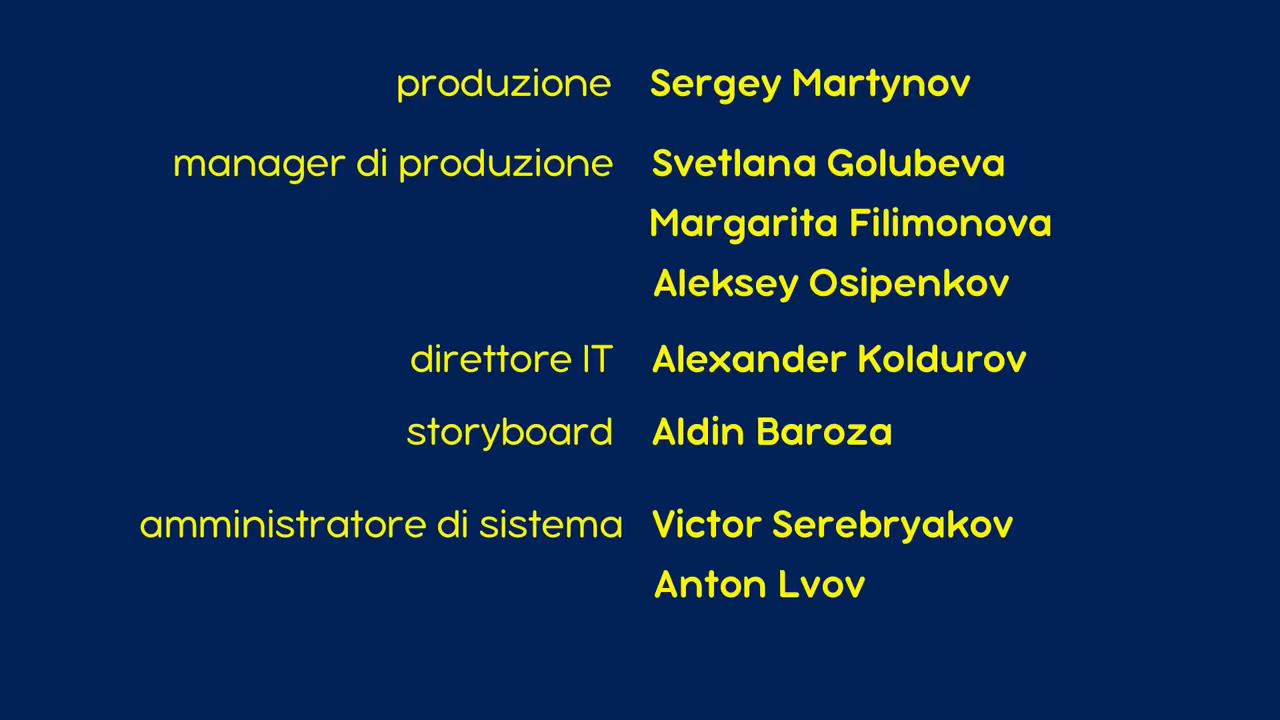 produzione Sergey Martynov
manager di produzione Svetlana Golubeva
Margarita Filimonova
Aleksey Osipenkov
direttore IT Alexander Koldurov
storyboard Aldin Baroza
amministratore di sistema Victor Serebryakov
Anton Lvov